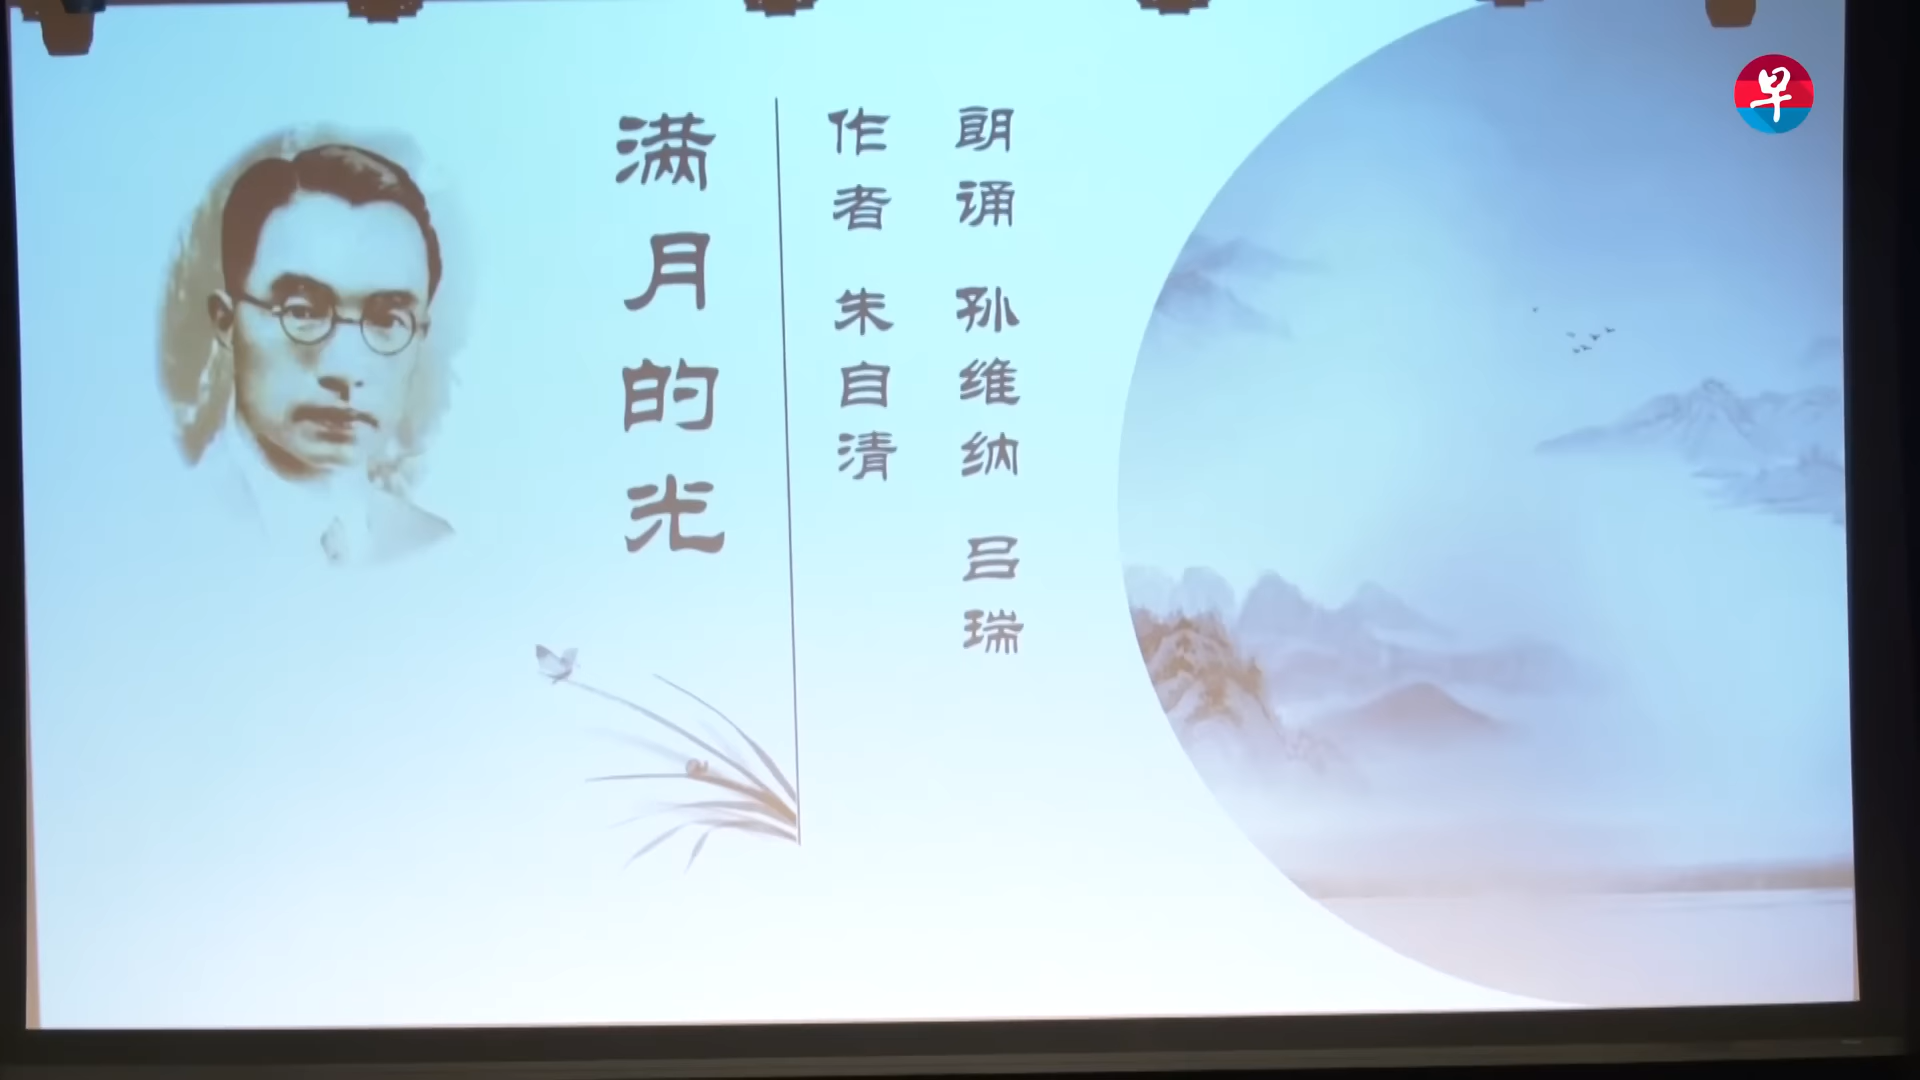 满月的光
作者 朱自清
朗诵 孙维纳 吕瑞
早